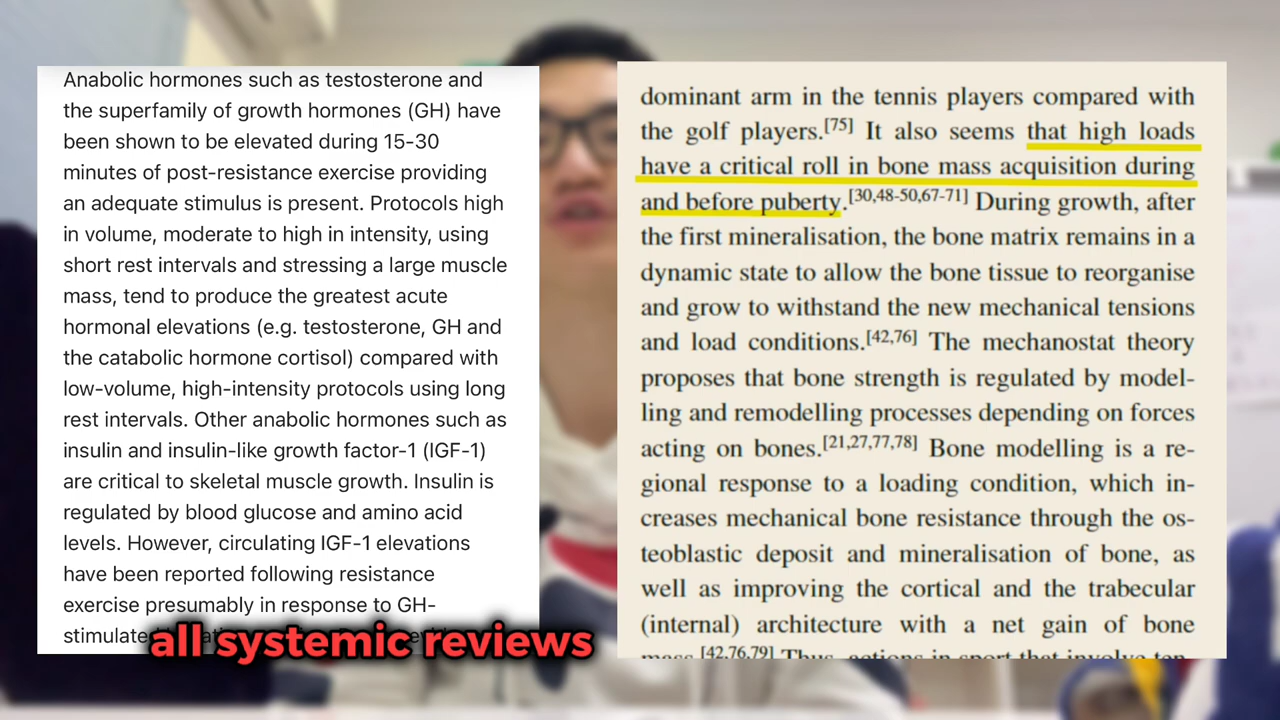 Anabolic hormones such as testosterone and
the superfamily of growth hormones (GH) have
been shown to be elevated during 15-30
minutes of post-resistance exercise providing
an adequate stimulus is present. Protocols high
in volume, moderate to high in intensity, using
short rest intervals and stressing a large muscle
mass, tend to produce the greatest acute
hormonal elevations (e.g. testosterone, GH and
the catabolic hormone cortisol) compared with
low-volume, high-intensity protocols using long
rest intervals. Other anabolic hormones such as
insulin and insulin-like growth factor-1 (IGF-1)
are critical to skeletal muscle growth. Insulin is
regulated by blood glucose and amino acid
levels. However, circulating IGF-1 elevations
have been reported following resistance
exercise presumably in response to GH-
stimulated
dominant arm in the tennis players compared with
the golf players.[75] It also seems that high loads
have a critical roll in bone mass acquisition during
and before puberty.[30,48-50,67-71] During growth, after
the first mineralisation, the bone matrix remains in a
dynamic state to allow the bone tissue to reorganise
and grow to withstand the new mechanical tensions
and load conditions.[42,76] The mechanostat theory
proposes that bone strength is regulated by model-
ling and remodelling processes depending on forces
acting on bones.[21,27,77,78] Bone modelling is a re-
gional response to a loading condition, which in-
creases mechanical bone resistance through the os-
teoblastic deposit and mineralisation of bone, as
well as improving the cortical and the trabecular
(internal) architecture with a net gain of bone
mass.[42,76,79] Thus, actions in sport that involve ten-
all systemic reviews